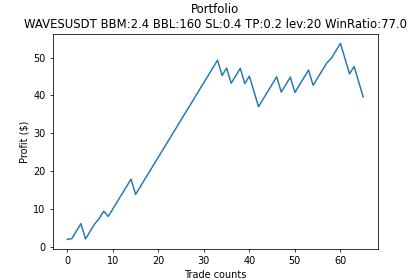 Portfolio
WAVESUSDT BBM:2.4 BBL:160 SL:0.4 TP:0.2 lev:20 WinRatio:77.0
50
40
30
20
10
0
Profit ($)
0 10 20 30 40 50 60
Trade counts